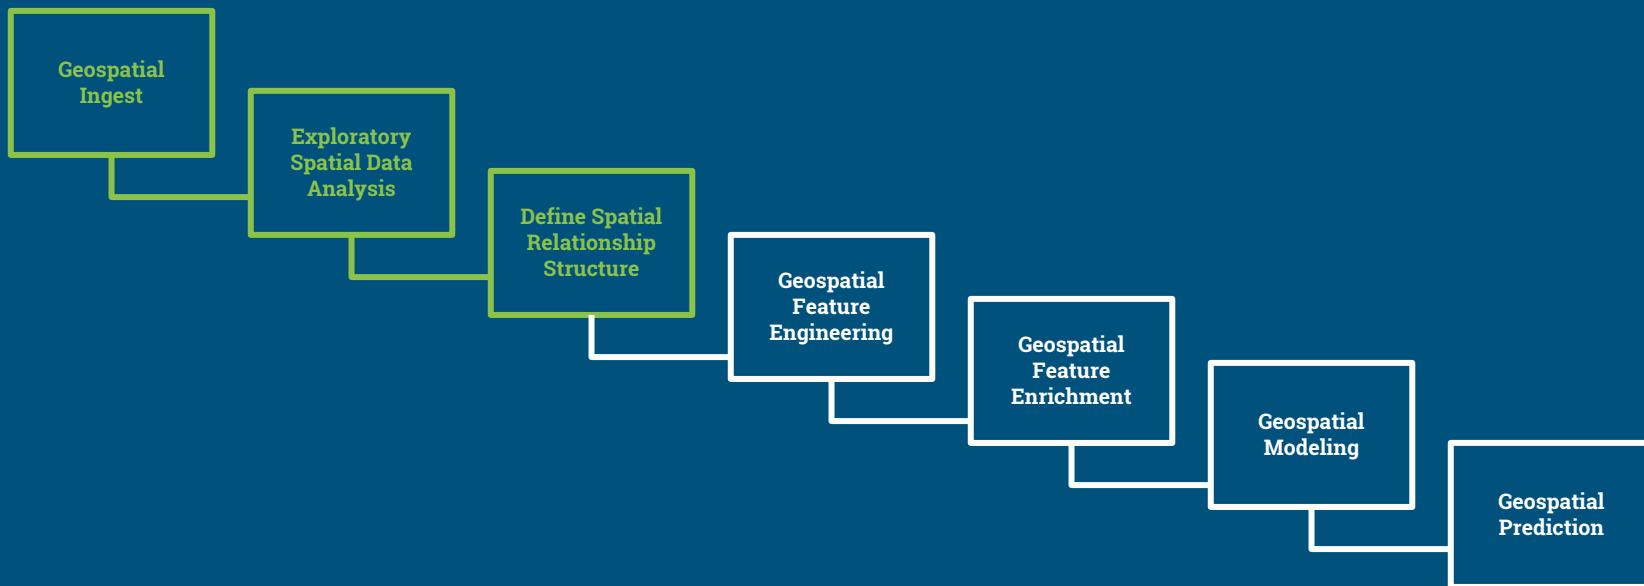 Geospatial
Ingest
Exploratory
Spatial Data
Analysis
Define Spatial
Relationship
Structure
Geospatial
Feature
Engineering
Geospatial
Feature
Enrichment
Geospatial
Modeling
Geospatial
Prediction